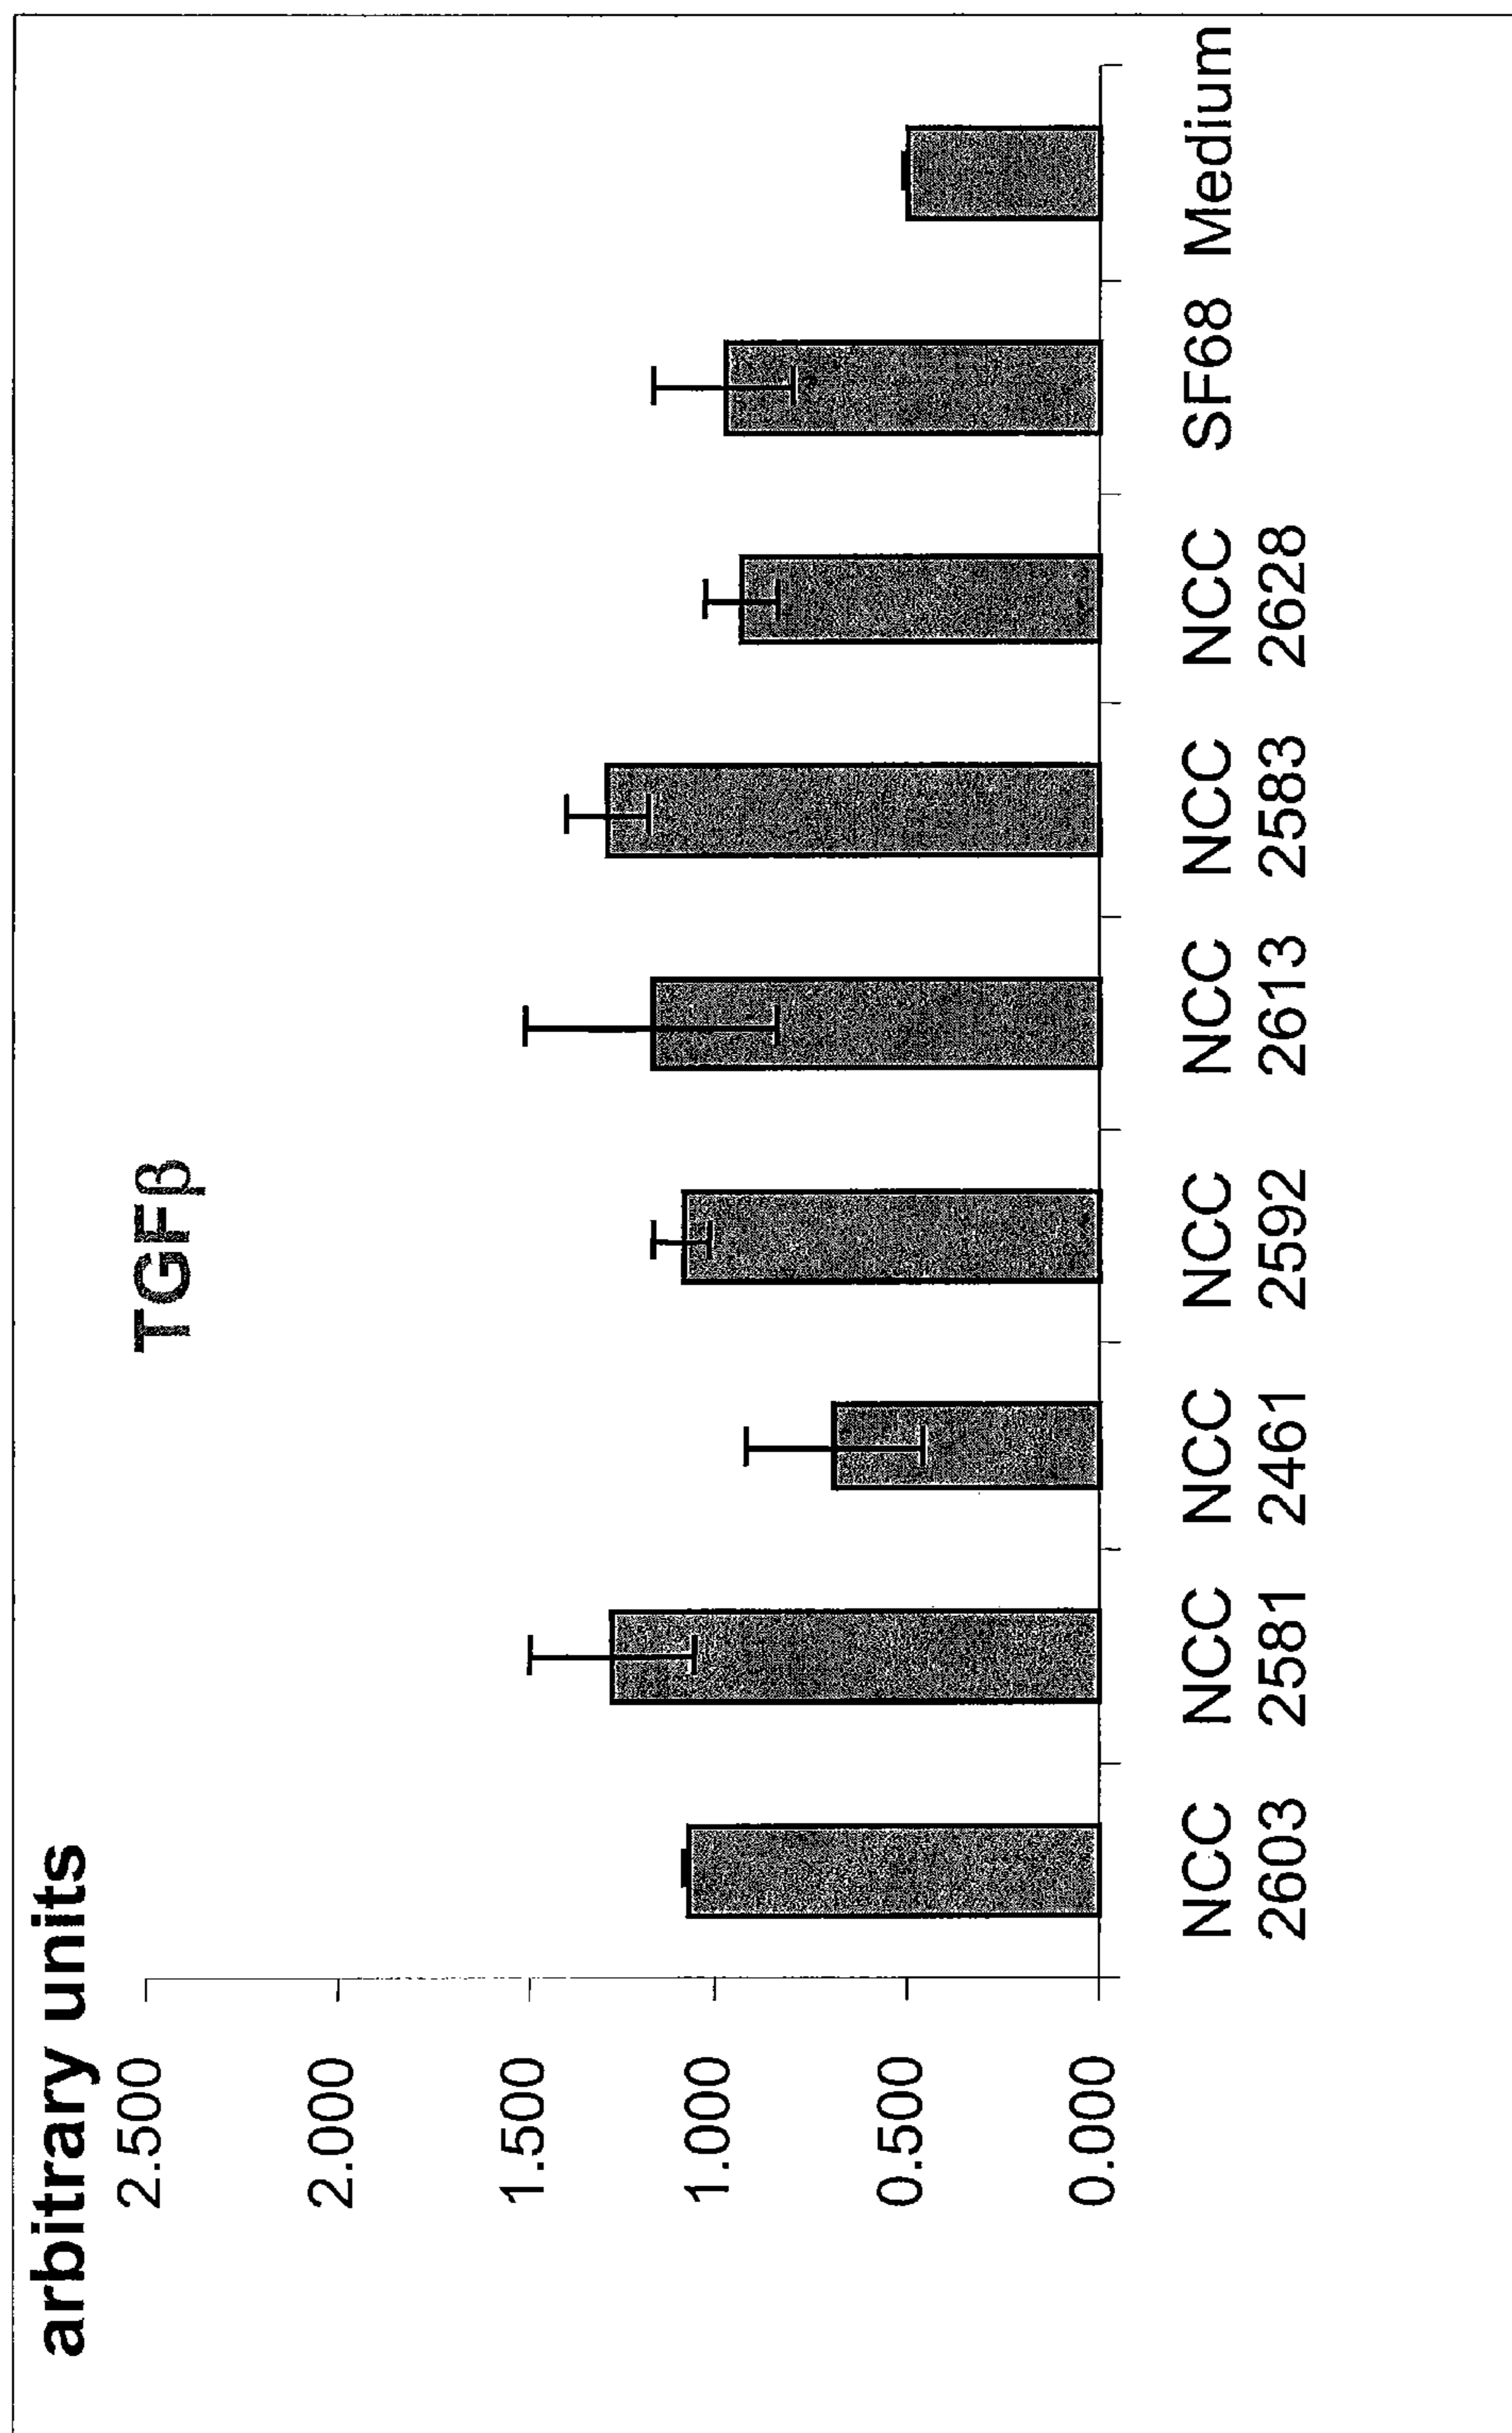 arbitrary units
TGFβ
2.500
2.000
1.500
1.000
0.500
0.000
NCC NCC NCC NCC NCC NCC NCC SF68 Medium
2603 2581 2461 2592 2613 2583 2628